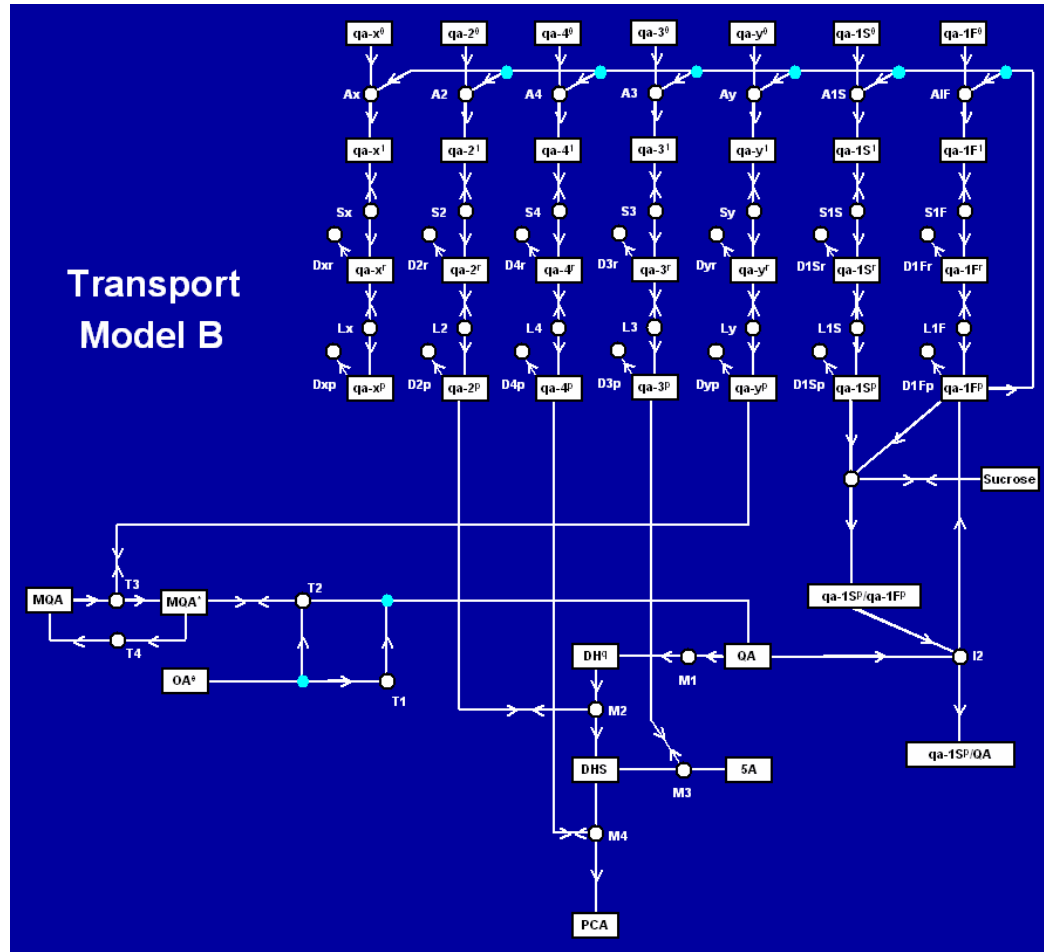 qa-x⁰ qa-2⁰ qa-4⁰ qa-3⁰ qa-y⁰ qa-1S⁰ qa-1F⁰
Ax A2 A4 A3 Ay A1S AIF
qa-x¹ qa-2¹ qa-4¹ qa-3¹ qa-y¹ qa-1S¹ qa-1F¹
Sx S2 S4 S3 Sy S1S S1F
Dxr D2r D4r D3r Dyr D1Sr D1Fr
qa-xʳ qa-2ʳ qa-4ʳ qa-3ʳ qa-yʳ qa-1Sʳ qa-1Fʳ
Transport
Model B
Lx L2 L4 L3 Ly L1S L1F
Dxp D2p D4p D3p Dyp D1Sp D1Fp
qa-xᵖ qa-2ᵖ qa-4ᵖ qa-3ᵖ qa-yᵖ qa-1Sᵖ qa-1Fᵖ
Sucrose
T3 T2
MQA MQA* qa-1Sᵖ/qa-1Fᵖ
T4
DHq QA I2
M1
OA⁰ T1
M2
qa-1Sᵖ/QA
DHS 5A
M3
M4
PCA